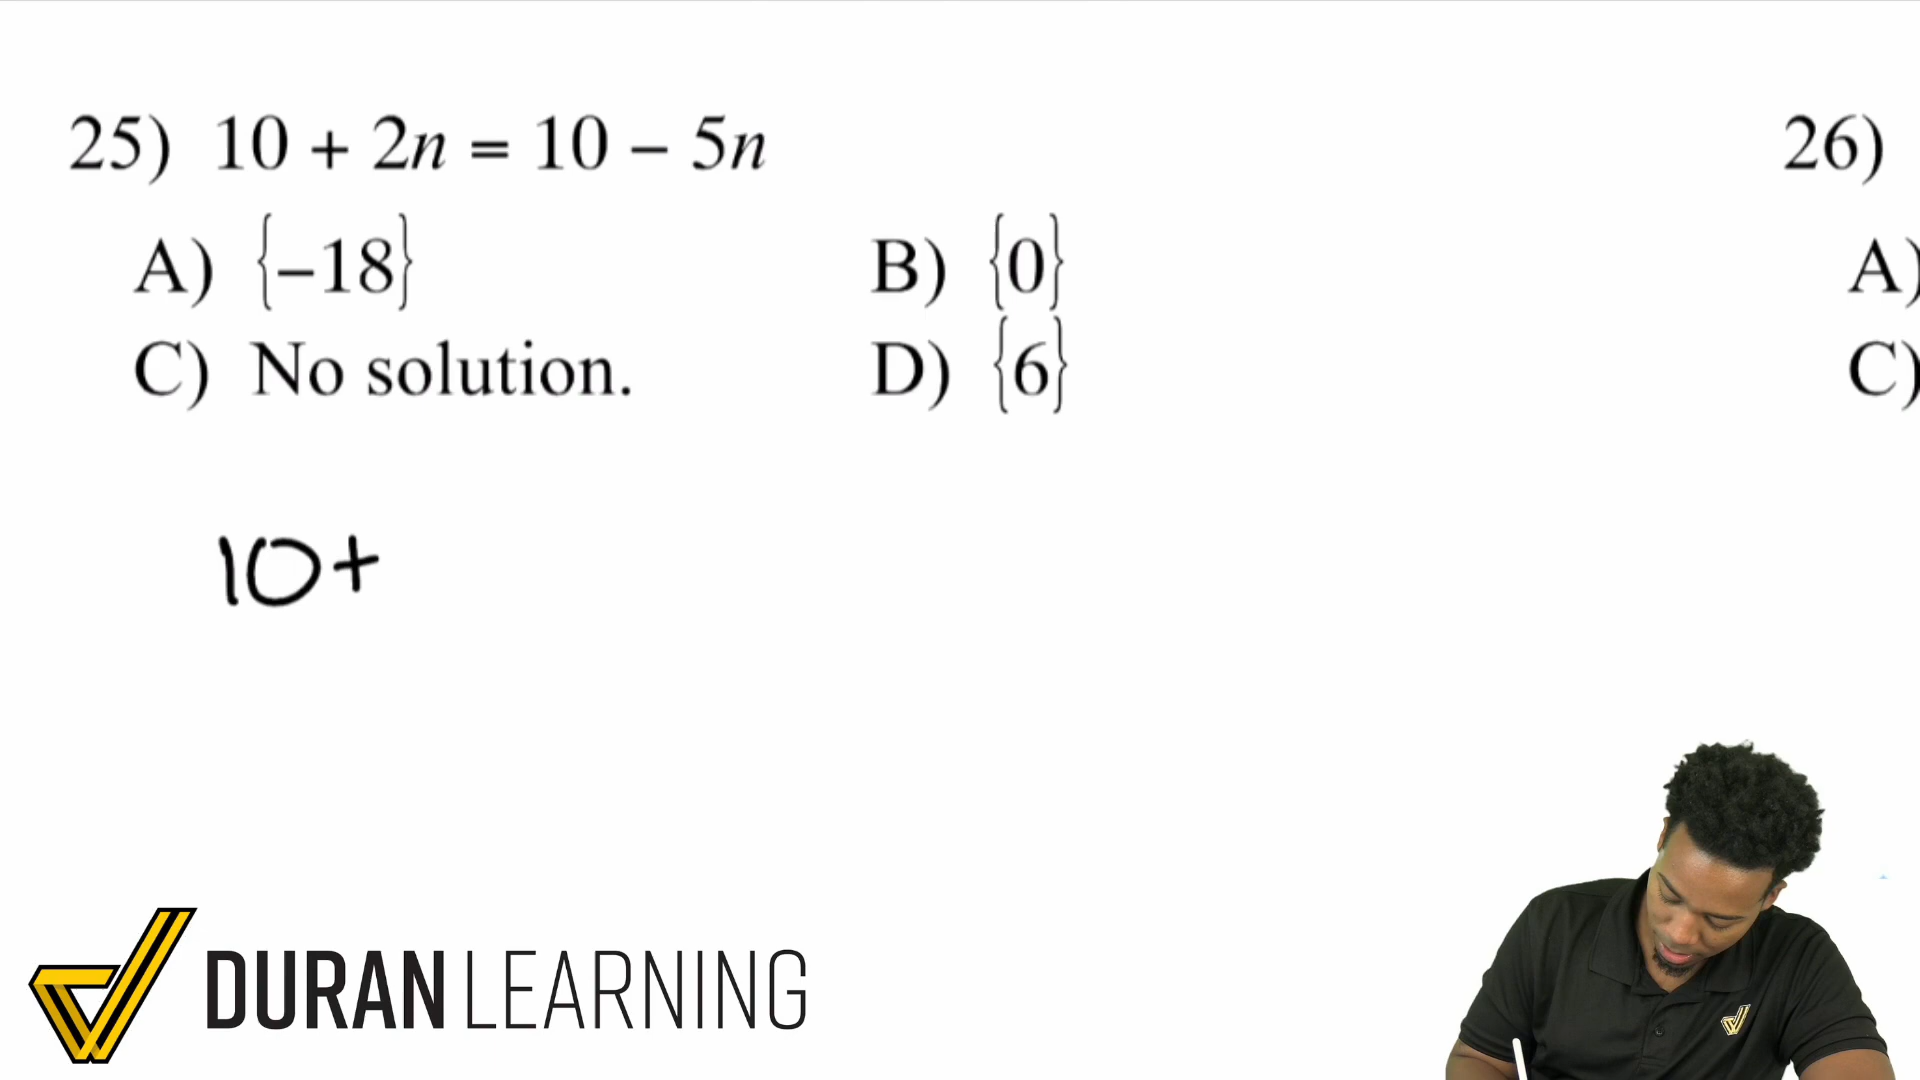 25) 10 + 2n = 10 – 5n
26)
A) {–18}
B) {0}
A)
C) No solution.
D) {6}
C)
10+
DURAN LEARNING